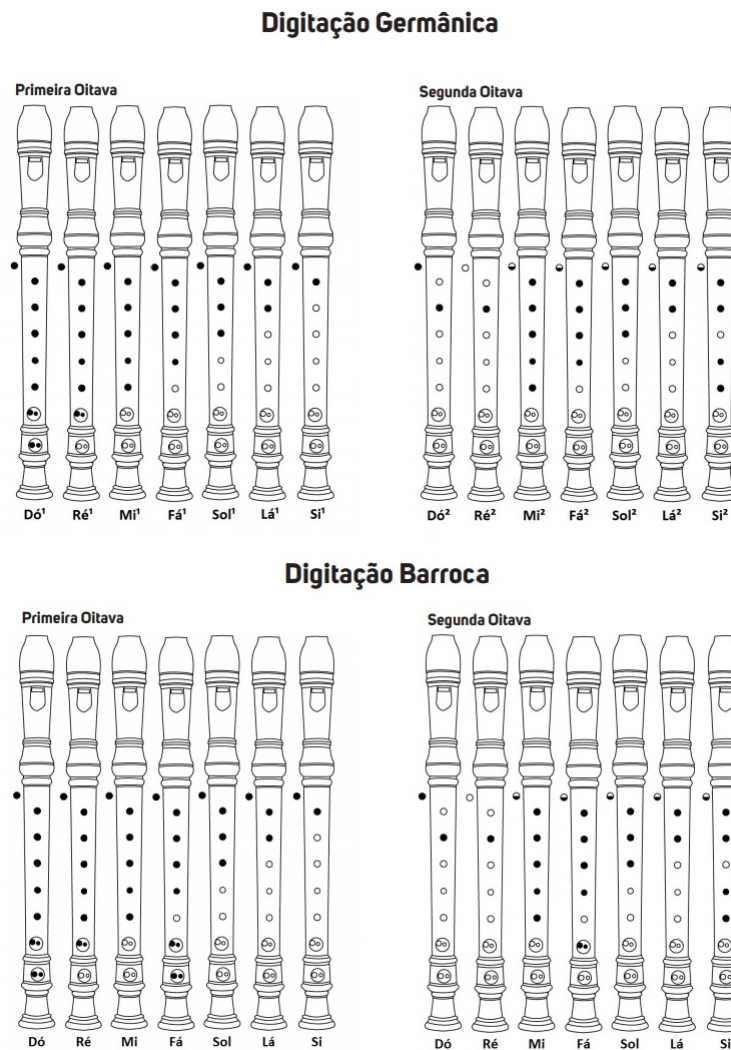 Digitação Germânica
Primeira Oitava
Segunda Oitava
Dó¹ Ré¹ Mi¹ Fá¹ Sol¹ Lá¹ Si¹
Dó² Ré² Mi² Fá² Sol² Lá² Si²
Digitação Barroca
Primeira Oitava
Segunda Oitava
Dó Ré Mi Fá Sol Lá Si
Dó Ré Mi Fá Sol Lá Si